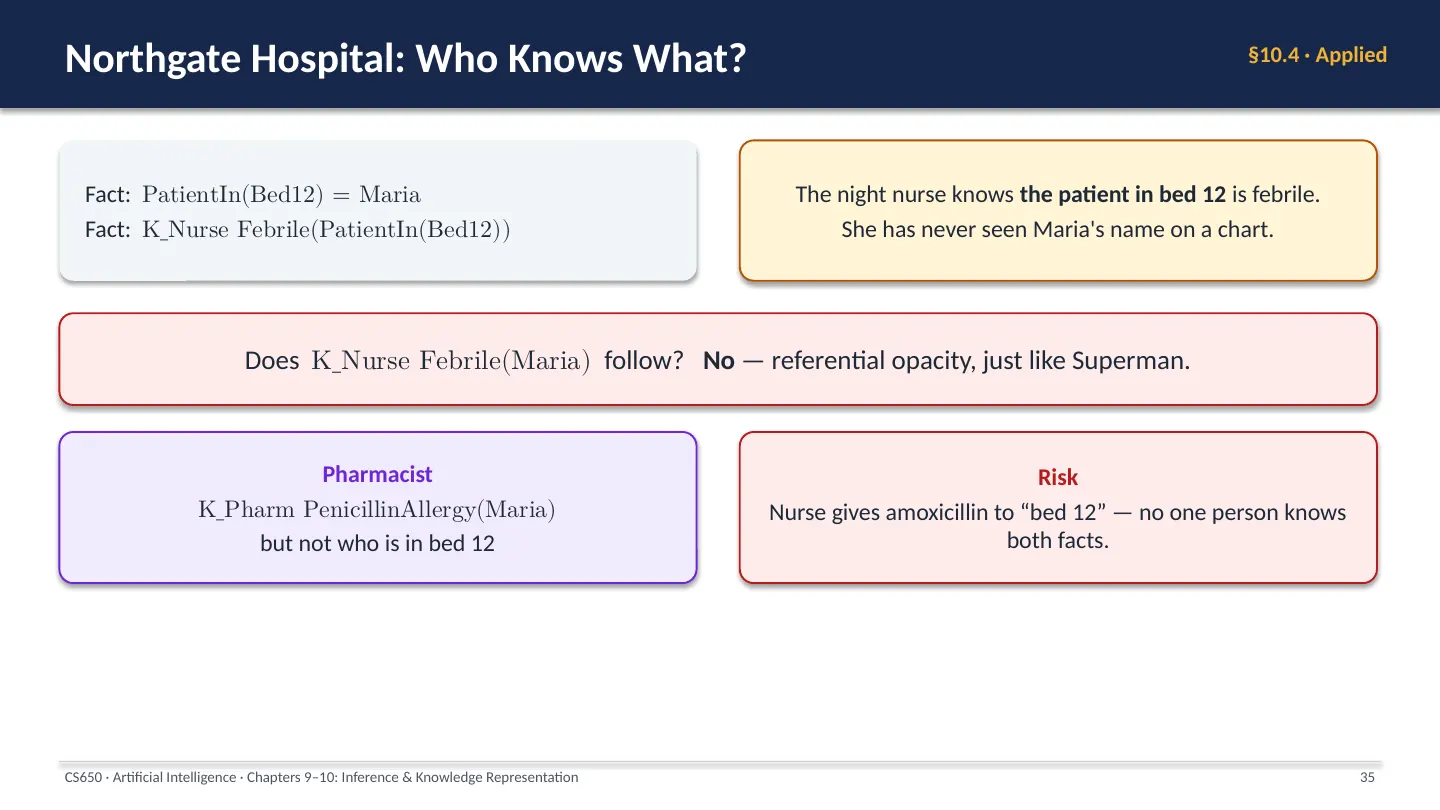 Northgate Hospital: Who Knows What?
§10.4 · Applied
Fact: PatientIn(Bed12) = Maria
Fact: K_Nurse Febrile(PatientIn(Bed12))
The night nurse knows the patient in bed 12 is febrile.
She has never seen Maria's name on a chart.
Does K_Nurse Febrile(Maria) follow? No — referential opacity, just like Superman.
Pharmacist
K_Pharm PenicillinAllergy(Maria)
but not who is in bed 12
Risk
Nurse gives amoxicillin to “bed 12” — no one person knows
both facts.
CS650 · Artificial Intelligence · Chapters 9–10: Inference & Knowledge Representation
35